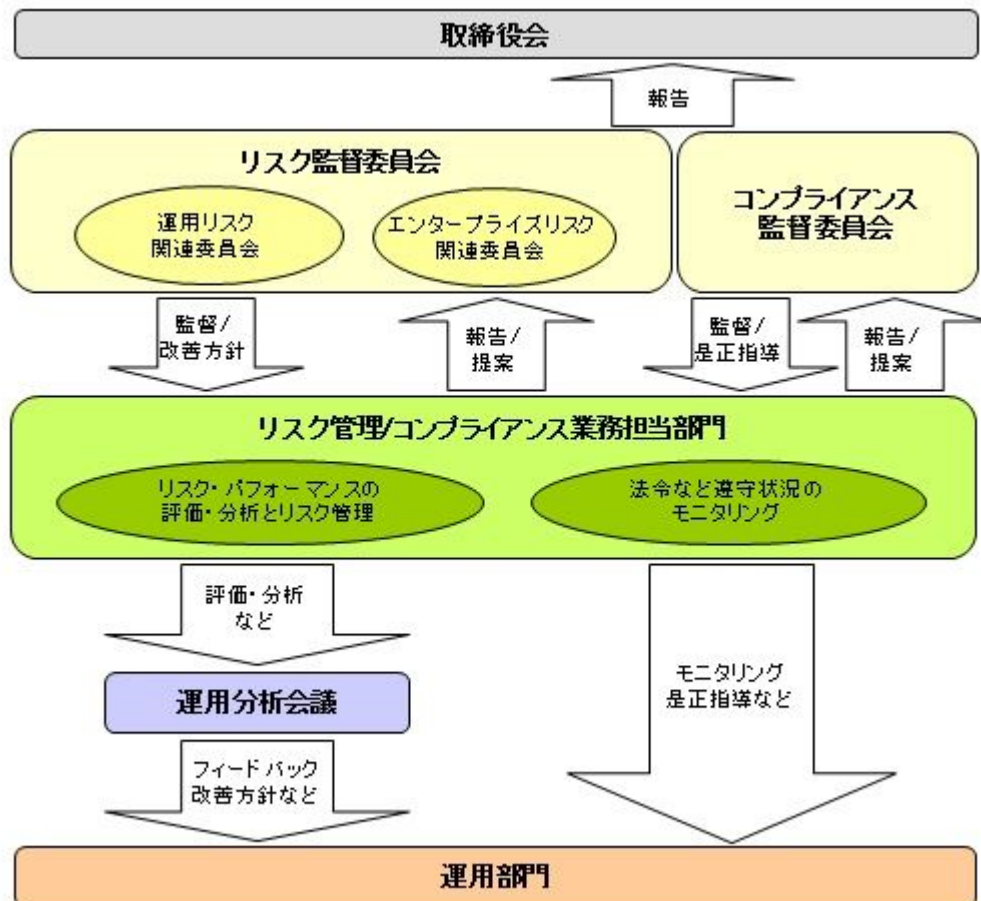 取締役会
報告
リスク監督委員会
運用リスク
関連委員会
エンタープライズリスク
関連委員会
コンプライアンス
監督委員会
監督/
改善方針
報告/
提案
監督/
是正指導
報告/
提案
リスク管理/コンプライアンス業務担当部門
リスク・パフォーマンスの
評価・分析とリスク管理
法令など遵守状況の
モニタリング
評価・分析
など
運用分析会議
モニタリング
是正指導など
フィードバック
改善方針など
運用部門